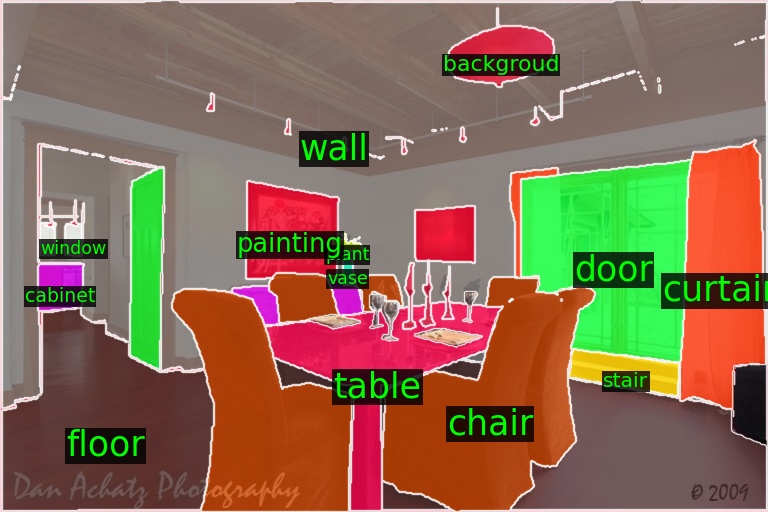 backgroud
wall
painting
plant
vase
window
cabinet
door
curtain
stair
table
chair
floor
Dan Achatz Photography
© 2009